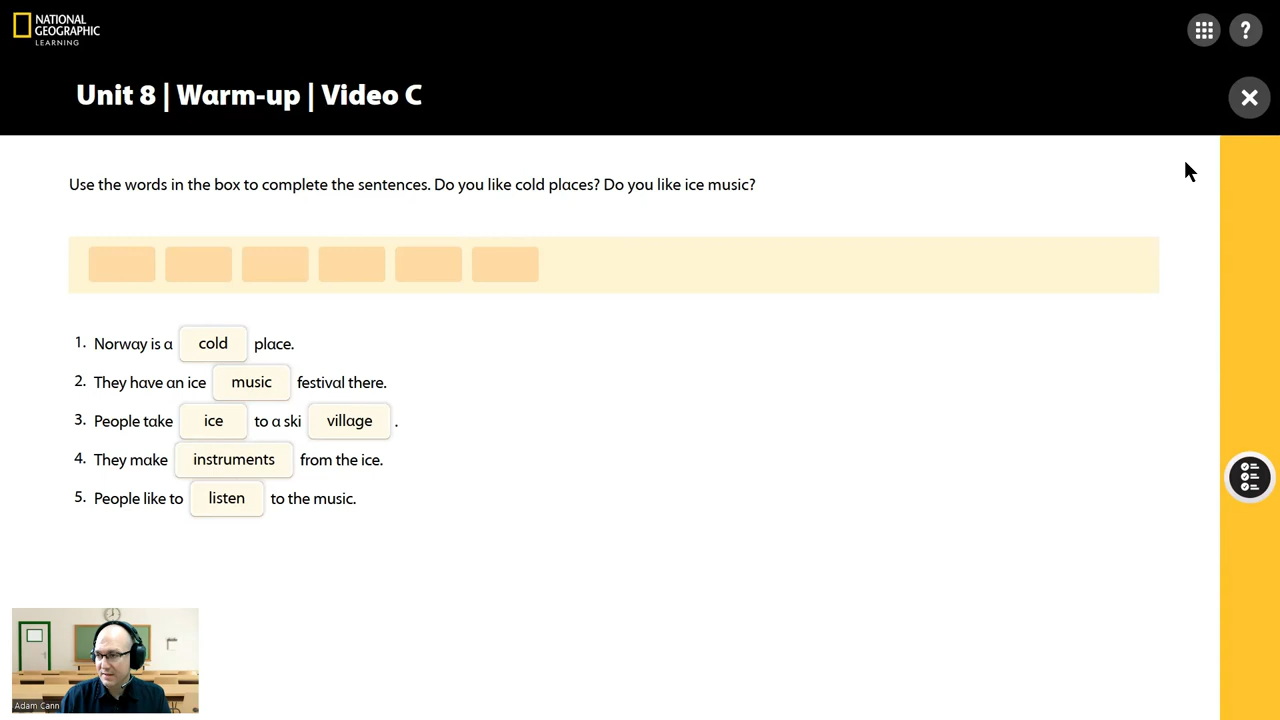 NATIONAL
GEOGRAPHIC
LEARNING
?
Unit 8 | Warm-up | Video C
Use the words in the box to complete the sentences. Do you like cold places? Do you like ice music?
1. Norway is a cold place.
2. They have an ice music festival there.
3. People take ice to a ski village .
4. They make instruments from the ice.
5. People like to listen to the music.
Adam Cann